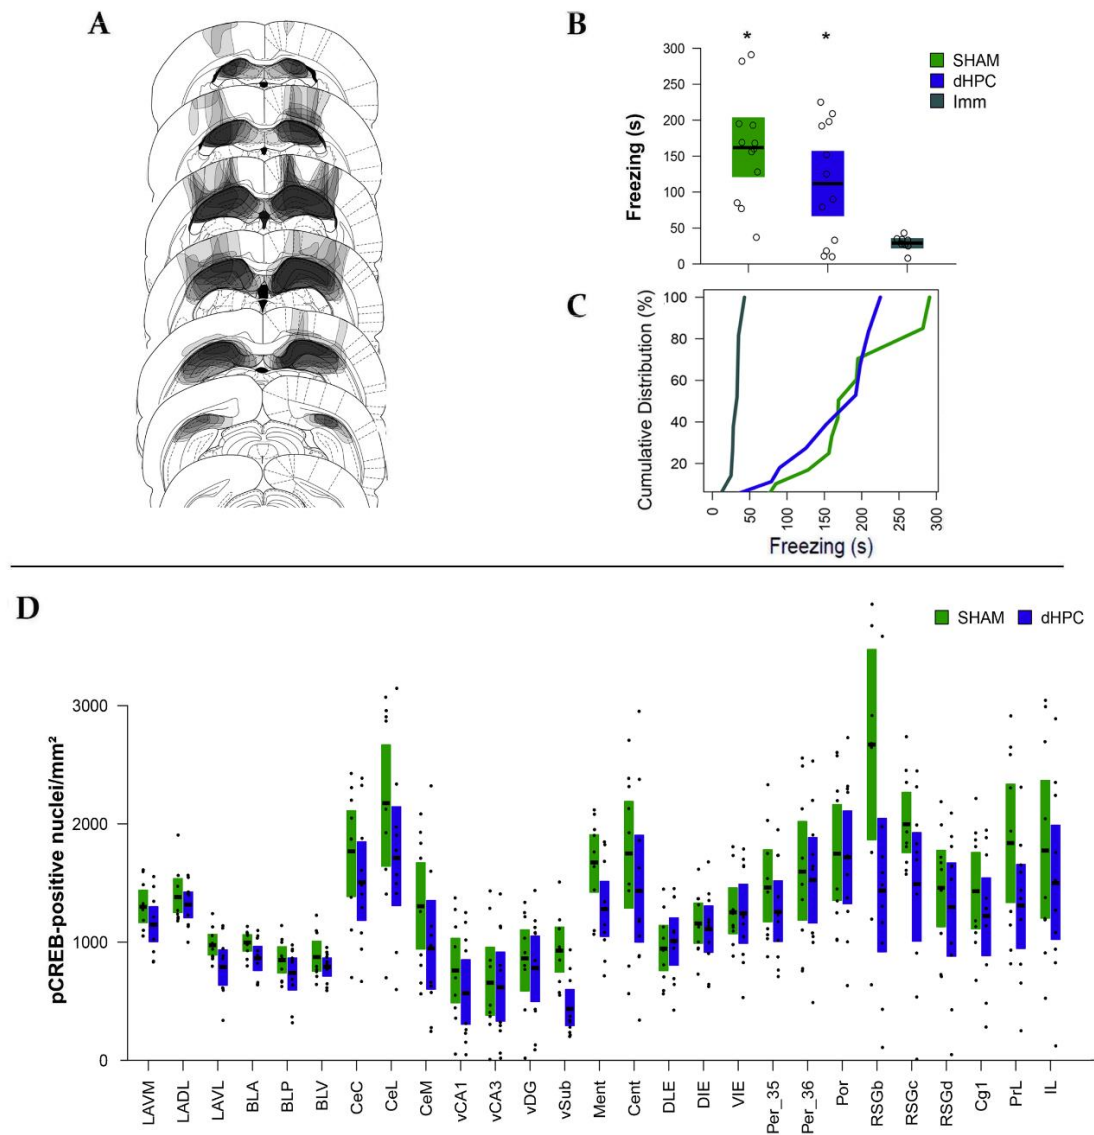 A
B
Freezing (s)
300
250
200
150
100
50
0
*
*
SHAM
dHPC
Imm
C
Cumulative Distribution (%)
100
80
60
40
20
0
50
100
150
200
250
300
Freezing (s)
D
SHAM
dHPC
pCREB-positive nuclei/mm²
3000
2000
1000
0
LAVM
LADL
LAVL
BLA
BLP
BLV
CeC
CeL
CeM
vCA1
vCA3
vDG
vSub
Ment
Cent
DLE
DIE
VIE
Per_35
Per_36
Por
RSGb
RSGc
RSGd
Cg1
PrL
IL